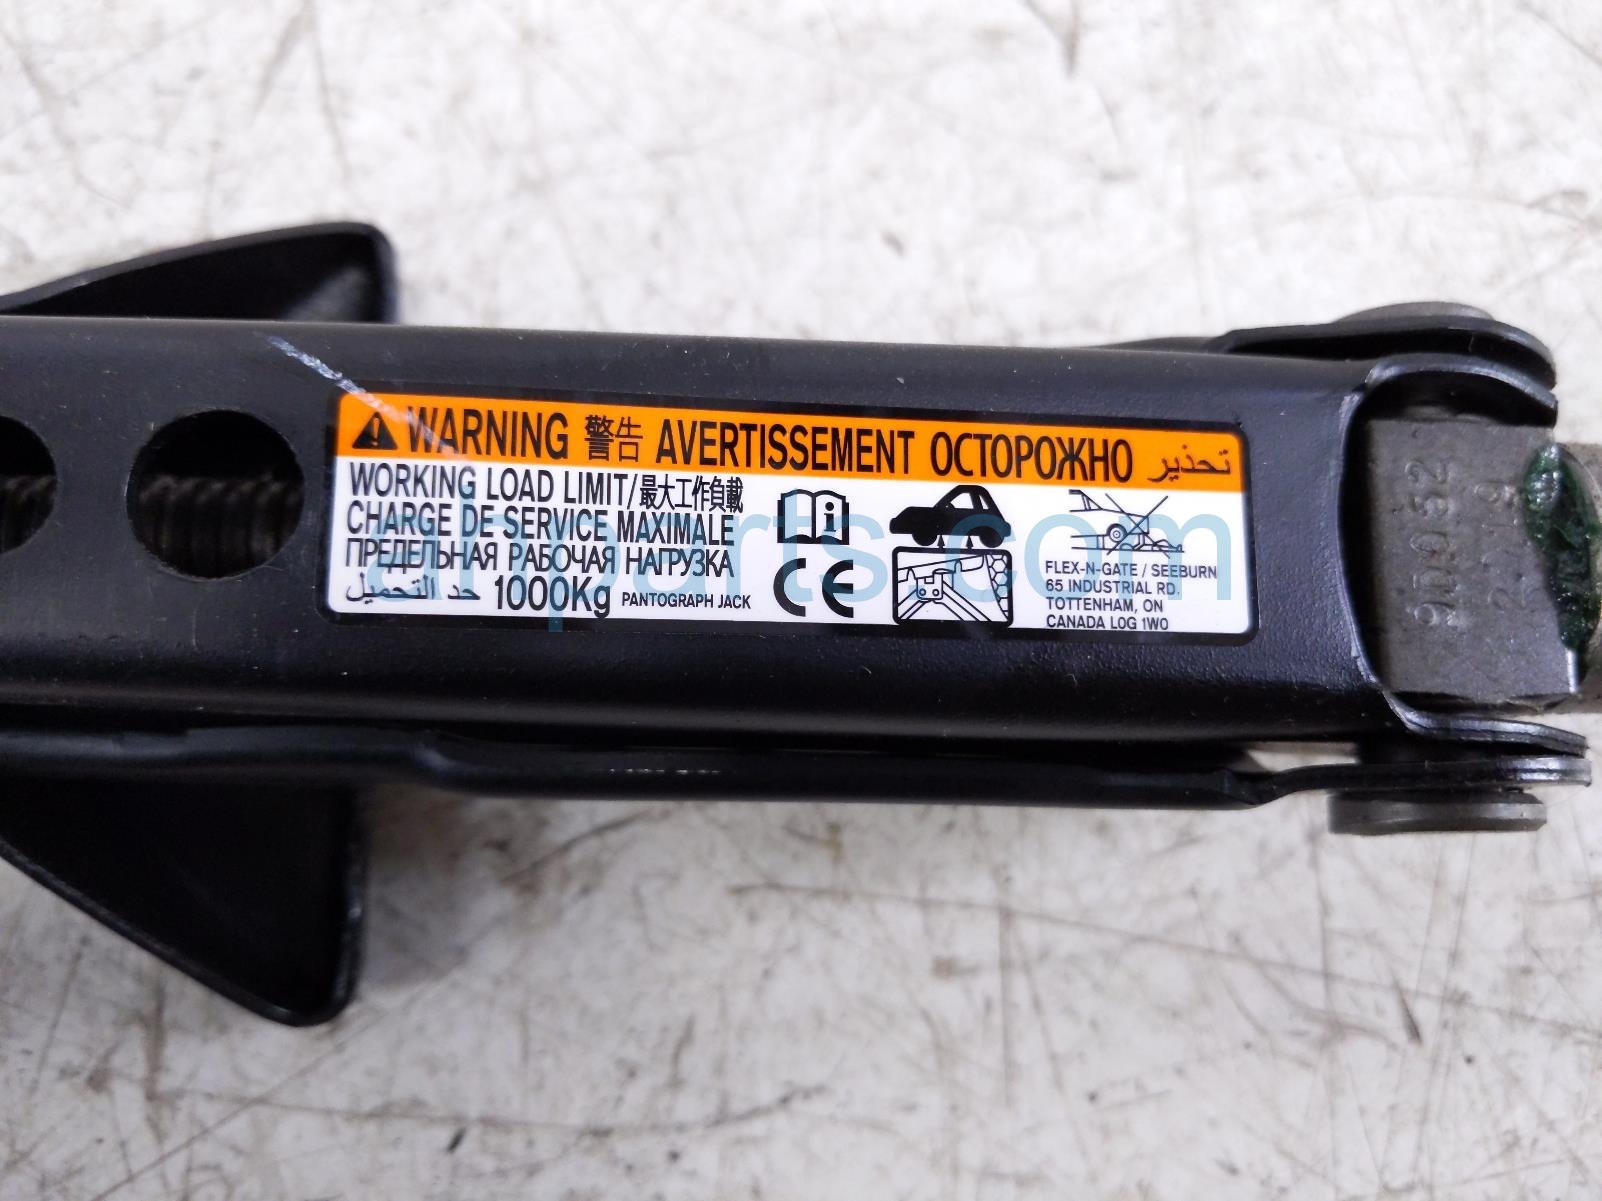 WARNING 警告 AVERTISSEMENT ОСТОРОЖНО تحذير
WORKING LOAD LIMIT/最大工作負載
CHARGE DE SERVICE MAXIMALE
ПРЕДЕЛЬНАЯ РАБОЧАЯ НАГРУЗКА
حد التحميل 1000Kg PANTOGRAPH JACK
i
CE
FLEX-N-GATE / SEEBURN
65 INDUSTRIAL RD.
TOTTENHAM, ON
CANADA L0G 1W0
ahparts.com